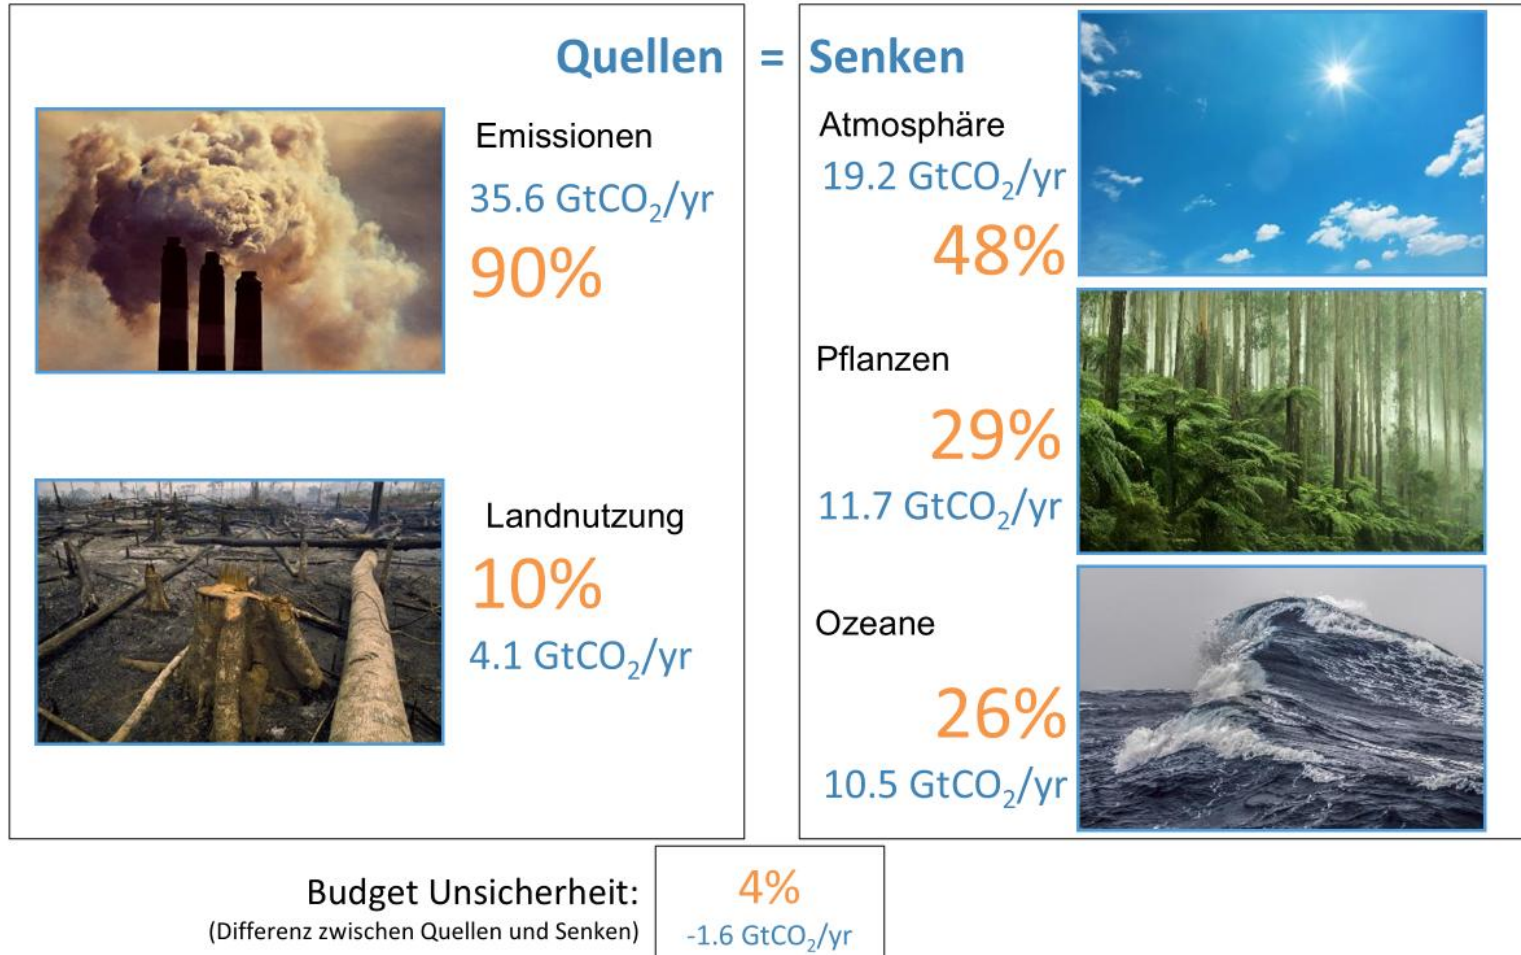 Quellen = Senken
Emissionen
35.6 GtCO₂/yr
90%
Landnutzung
10%
4.1 GtCO₂/yr
Atmosphäre
19.2 GtCO₂/yr
48%
Pflanzen
29%
11.7 GtCO₂/yr
Ozeane
26%
10.5 GtCO₂/yr
Budget Unsicherheit:
(Differenz zwischen Quellen und Senken)
4%
-1.6 GtCO₂/yr